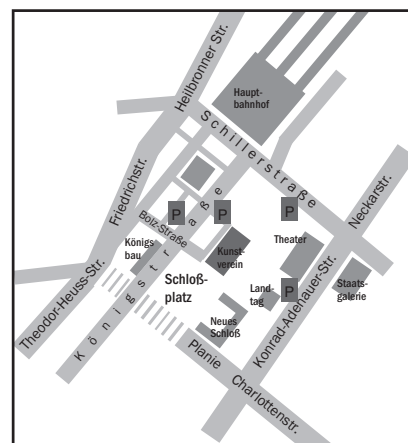 Heilbronner Str.
Haupt-
bahnhof
Schillerstraße
Friedrichstr.
Neckarstr.
P
P
P
Bolz-Straße
Königstraße
Königs
bau
Kunst-
verein
Theater
Theodor-Heuss-Str.
Schloß-
platz
Land-
tag
P
Staats-
galerie
Konrad-Adenauer-Str.
Neues
Schloß
Planie
Charlottenstr.